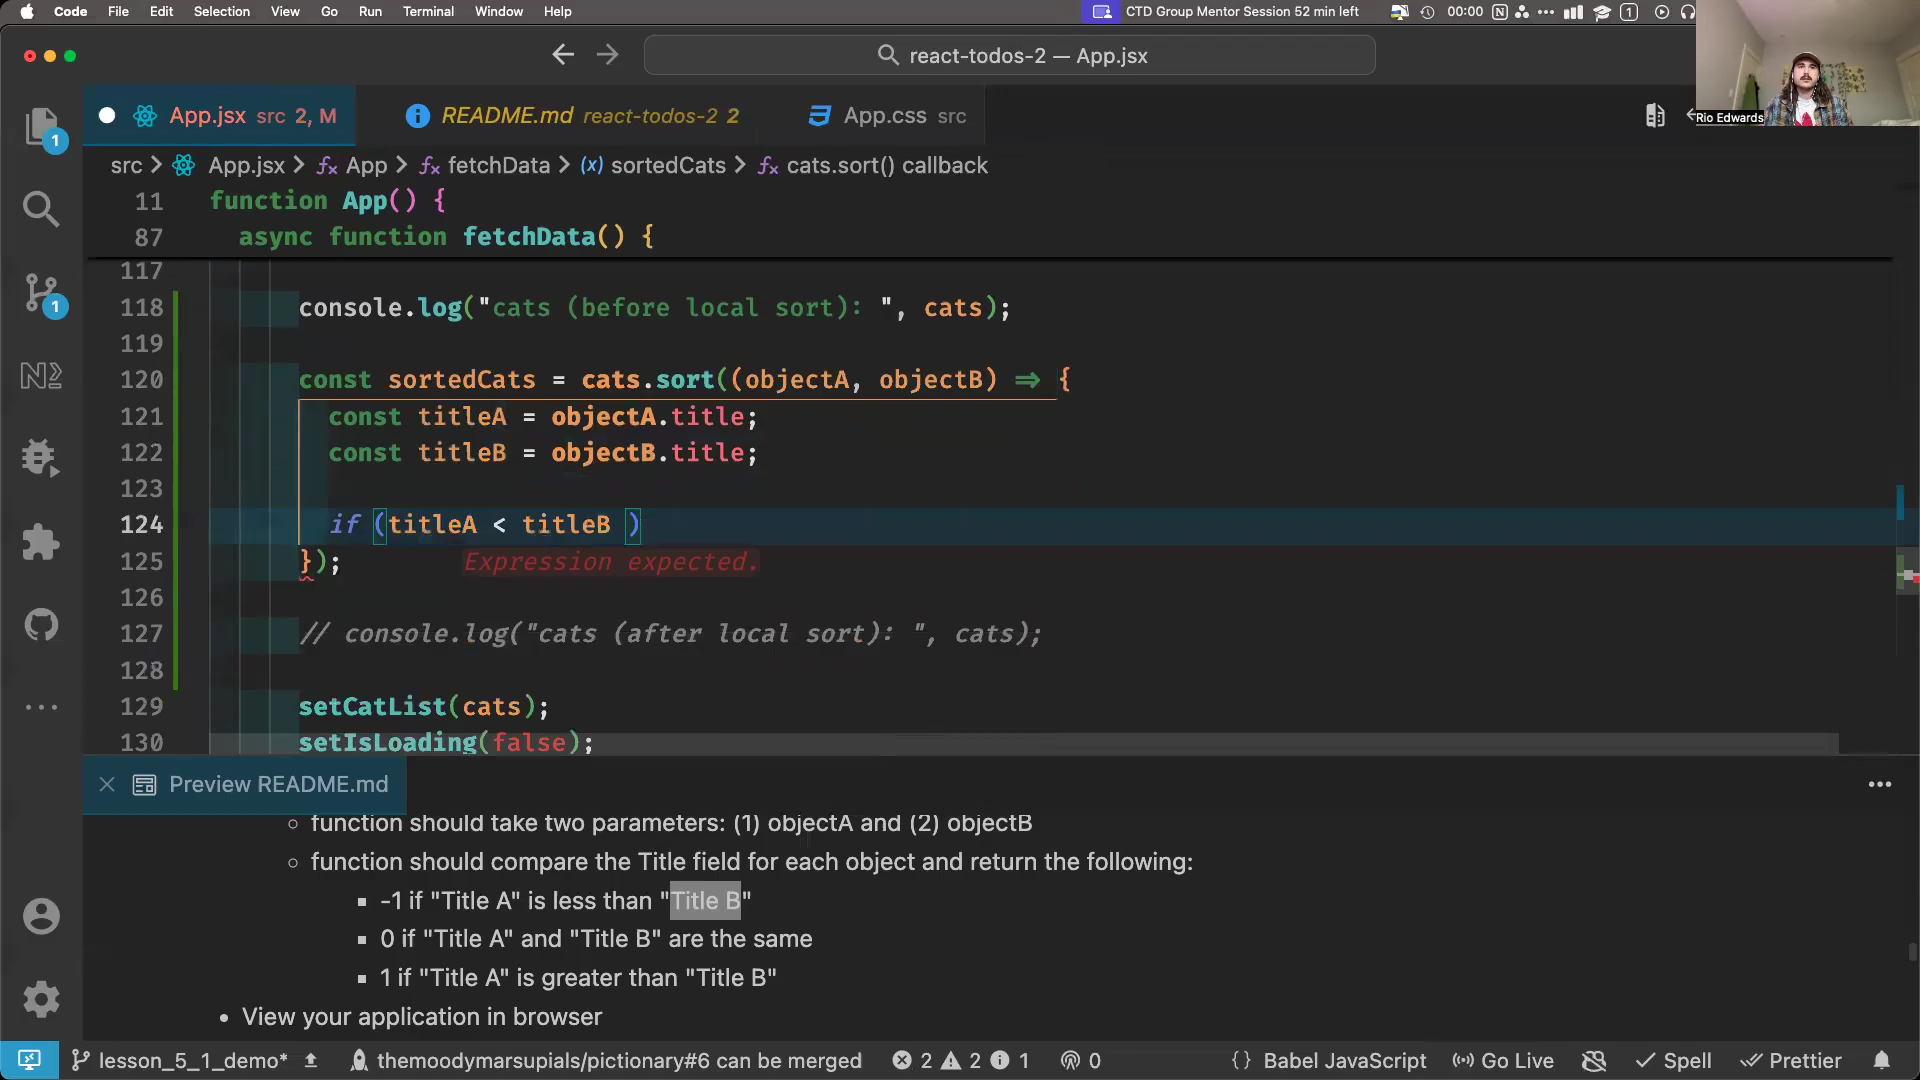 Code File Edit Selection View Go Run Terminal Window Help CTD Group Mentor Session 52 min left 00:00 1
react-todos-2 — App.jsx
Rio Edwards
App.jsx src 2, M README.md react-todos-2 2 App.css src
src > App.jsx > App > fetchData > sortedCats > cats.sort() callback
11 function App() {
87 async function fetchData() {
117
118 console.log("cats (before local sort): ", cats);
119
120 const sortedCats = cats.sort((objectA, objectB) => {
121 const titleA = objectA.title;
122 const titleB = objectB.title;
123
124 if (titleA < titleB )
125 }); Expression expected.
126
127 // console.log("cats (after local sort): ", cats);
128
129 setCatList(cats);
130 setIsLoading(false);
Preview README.md
function should take two parameters: (1) objectA and (2) objectB
function should compare the Title field for each object and return the following:
-1 if "Title A" is less than "Title B"
0 if "Title A" and "Title B" are the same
1 if "Title A" is greater than "Title B"
View your application in browser
lesson_5_1_demo* themoodymarsupials/pictionary#6 can be merged 2 2 1 0 {} Babel JavaScript Go Live Spell Prettier